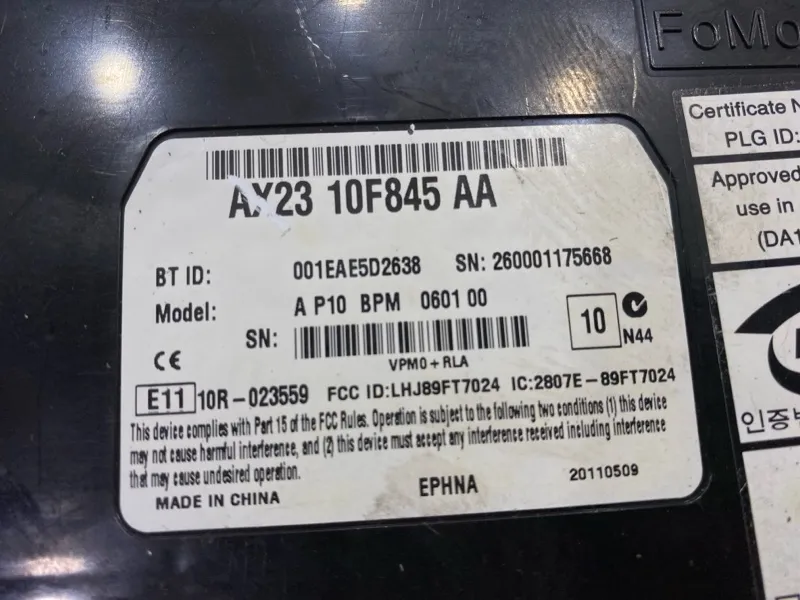 FoMo
AX23 10F845 AA
BT ID: 001EAE5D2638 SN: 260001175668
Model: A P10 BPM 0601 00
SN:
10
N44
VPM0+RLA
CE
E11 10R-023559 FCC ID:LHJ89FT7024 IC:2807E-89FT7024
This device complies with Part 15 of the FCC Rules. Operation is subject to the following two conditions (1) this device
may not cause harmful interference, and (2) this device must accept any interference received including interference
that may cause undesired operation.
MADE IN CHINA EPHNA 20110509
Certificate N
PLG ID:
Approved
use in
(DA1
인증번